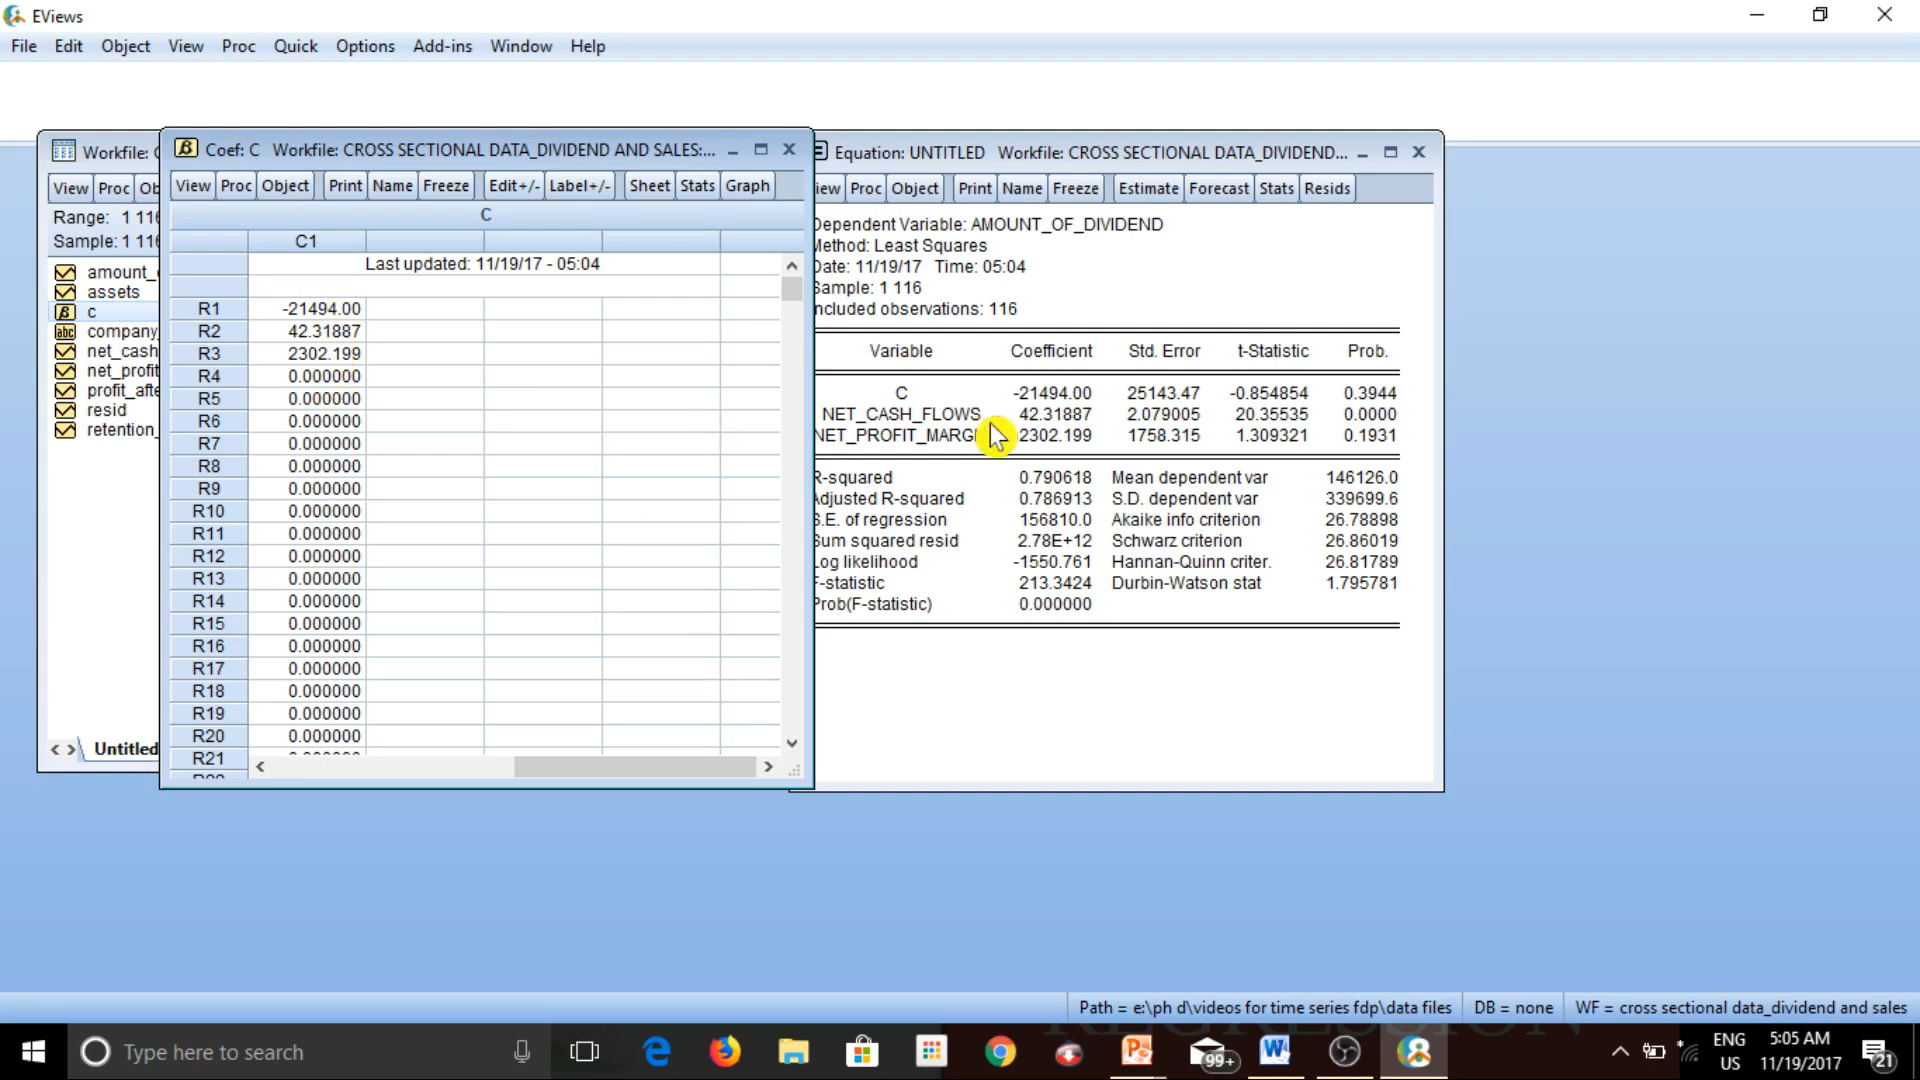 EViews
File Edit Object View Proc Quick Options Add-ins Window Help
Workfile: C
View Proc Ob
Range: 1 116
Sample: 1 116
amount_
assets
c
company_
net_cash
net_profit
profit_afte
resid
retention_
Untitled
Coef: C Workfile: CROSS SECTIONAL DATA_DIVIDEND AND SALES:...
View Proc Object Print Name Freeze Edit+/- Label+/- Sheet Stats Graph
C
C1
Last updated: 11/19/17 - 05:04
R1 -21494.00
R2 42.31887
R3 2302.199
R4 0.000000
R5 0.000000
R6 0.000000
R7 0.000000
R8 0.000000
R9 0.000000
R10 0.000000
R11 0.000000
R12 0.000000
R13 0.000000
R14 0.000000
R15 0.000000
R16 0.000000
R17 0.000000
R18 0.000000
R19 0.000000
R20 0.000000
R21
Equation: UNTITLED Workfile: CROSS SECTIONAL DATA_DIVIDEND...
iew Proc Object Print Name Freeze Estimate Forecast Stats Resids
Dependent Variable: AMOUNT_OF_DIVIDEND
Method: Least Squares
Date: 11/19/17 Time: 05:04
Sample: 1 116
Included observations: 116
Variable Coefficient Std. Error t-Statistic Prob.
C -21494.00 25143.47 -0.854854 0.3944
NET_CASH_FLOWS 42.31887 2.079005 20.35535 0.0000
NET_PROFIT_MARGI 2302.199 1758.315 1.309321 0.1931
R-squared 0.790618 Mean dependent var 146126.0
Adjusted R-squared 0.786913 S.D. dependent var 339699.6
S.E. of regression 156810.0 Akaike info criterion 26.78898
Sum squared resid 2.78E+12 Schwarz criterion 26.86019
Log likelihood -1550.761 Hannan-Quinn criter. 26.81789
F-statistic 213.3424 Durbin-Watson stat 1.795781
Prob(F-statistic) 0.000000
Path = e:\ph d\videos for time series fdp\data files DB = none WF = cross sectional data_dividend and sales
Type here to search
99+
ENG
US
5:05 AM
11/19/2017
21